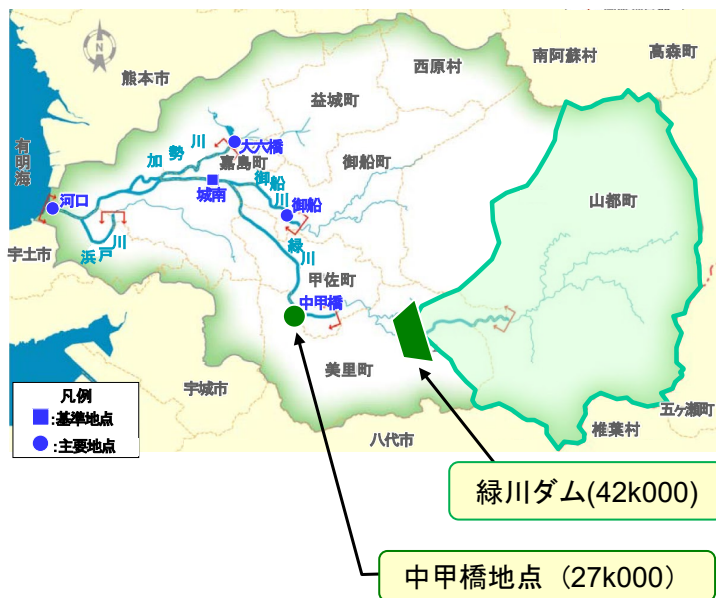 N
熊本市
西原村
南阿蘇村
高森町
益城町
有明海
大六橋
加勢川
嘉島町
御船町
城南
御船川
御船
山都町
河口
浜戸川
緑川
宇土市
甲佐町
中甲橋
美里町
宇城市
凡例
:基準地点
:主要地点
八代市
椎葉村
五ヶ瀬町
緑川ダム(42k000)
中甲橋地点（27k000）